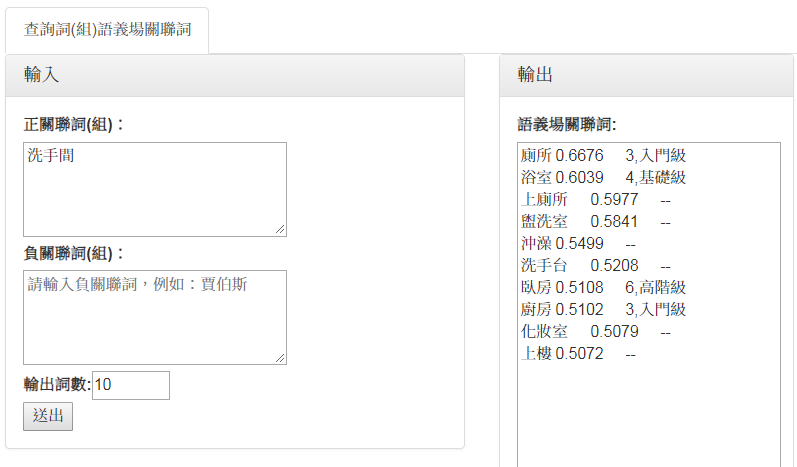 查詢詞(組)語義場關聯詞
輸入
正關聯詞(組)：
洗手間
负關聯詞(組)：
請輸入負關聯詞，例如：賈伯斯
輸出詞數:10
送出
輸出
語義場關聯詞:
廁所 0.6676 3,入門級
浴室 0.6039 4,基礎級
上廁所 0.5977 --
盥洗室 0.5841 --
沖澡 0.5499 --
洗手台 0.5208 --
臥房 0.5108 6,高階級
廚房 0.5102 3,入門級
化妝室 0.5079 --
上樓 0.5072 --